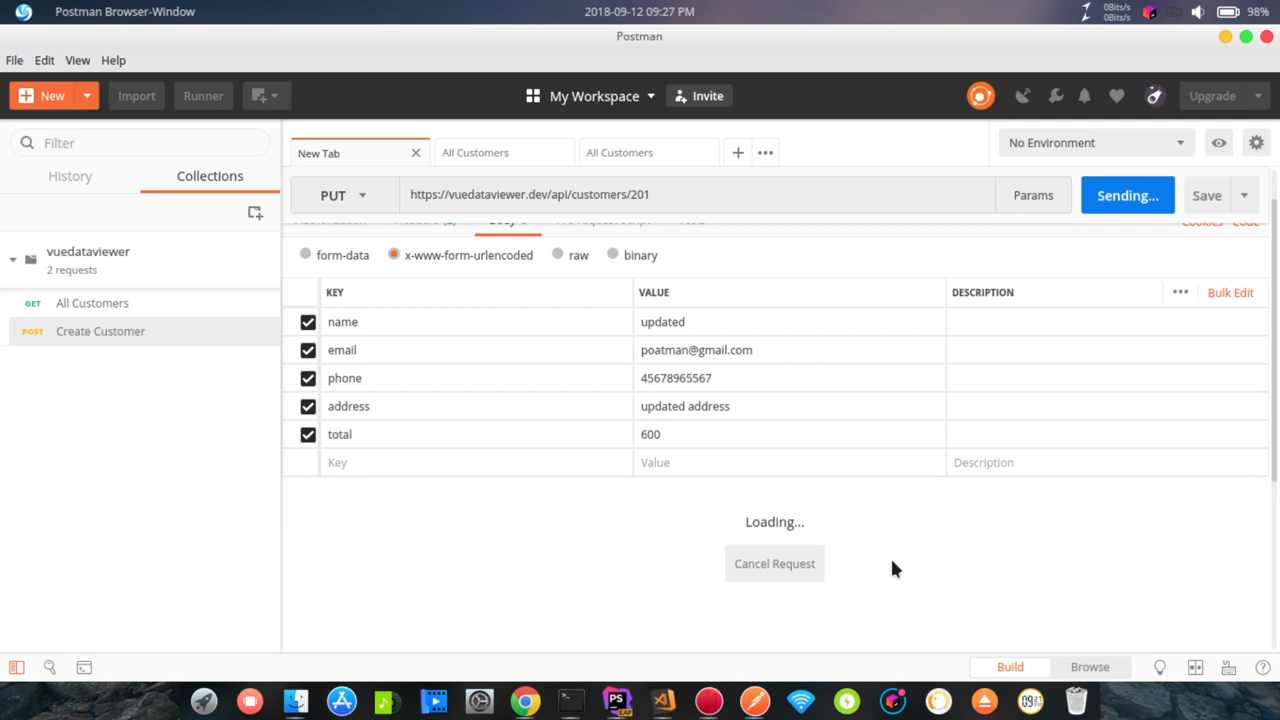 Postman Browser-Window
2018-09-12 09:27 PM
0Bits/s
0Bits/s
98%
Postman
File Edit View Help
New Import Runner My Workspace Invite Upgrade
Filter
History Collections
vuedataviewer
2 requests
GET All Customers
POST Create Customer
New Tab All Customers All Customers No Environment
PUT https://vuedataviewer.dev/api/customers/201 Params Sending... Save
form-data x-www-form-urlencoded raw binary
KEY VALUE DESCRIPTION Bulk Edit
name updated
email poatman@gmail.com
phone 45678965567
address updated address
total 600
Key Value Description
Loading...
Cancel Request
Build Browse
PS
EAP